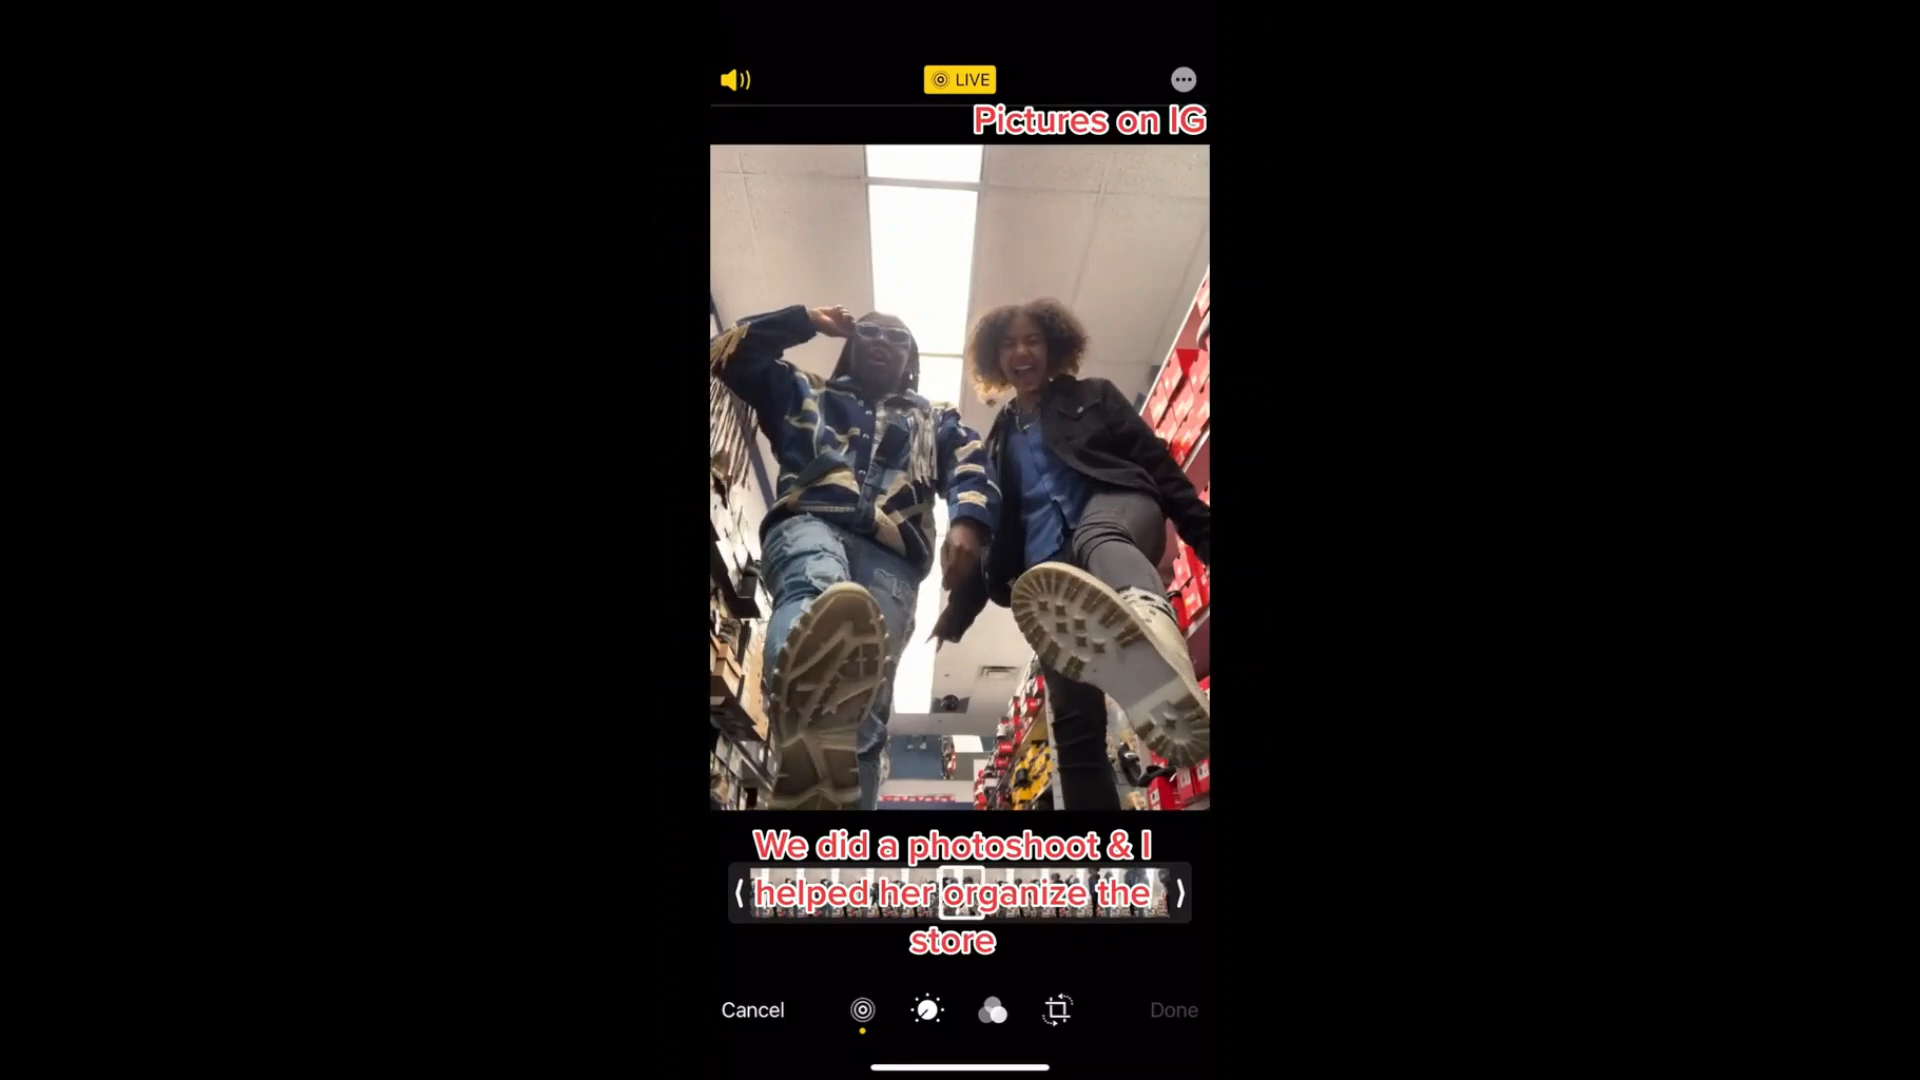 LIVE
Pictures on IG
We did a photoshoot & I
helped her organize the
store
Cancel
Done